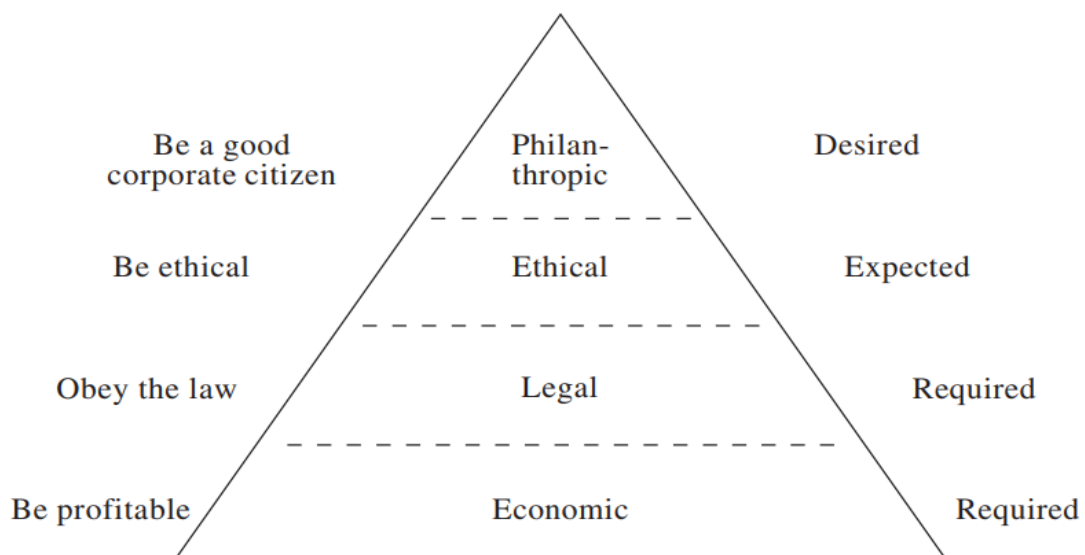 Be a good
corporate citizen
Philan-
thropic
Desired
Be ethical
Ethical
Expected
Obey the law
Legal
Required
Be profitable
Economic
Required